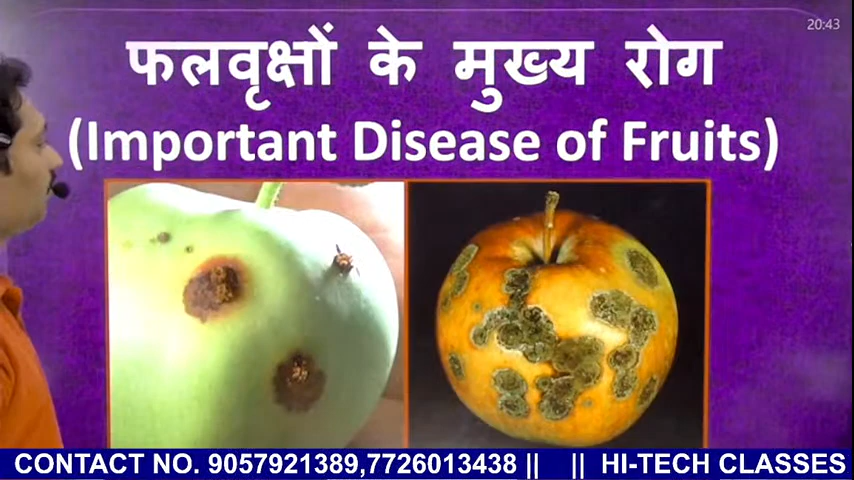 20:43
फलवृक्षों के मुख्य रोग
(Important Disease of Fruits)
CONTACT NO. 9057921389,7726013438 || || HI-TECH CLASSES